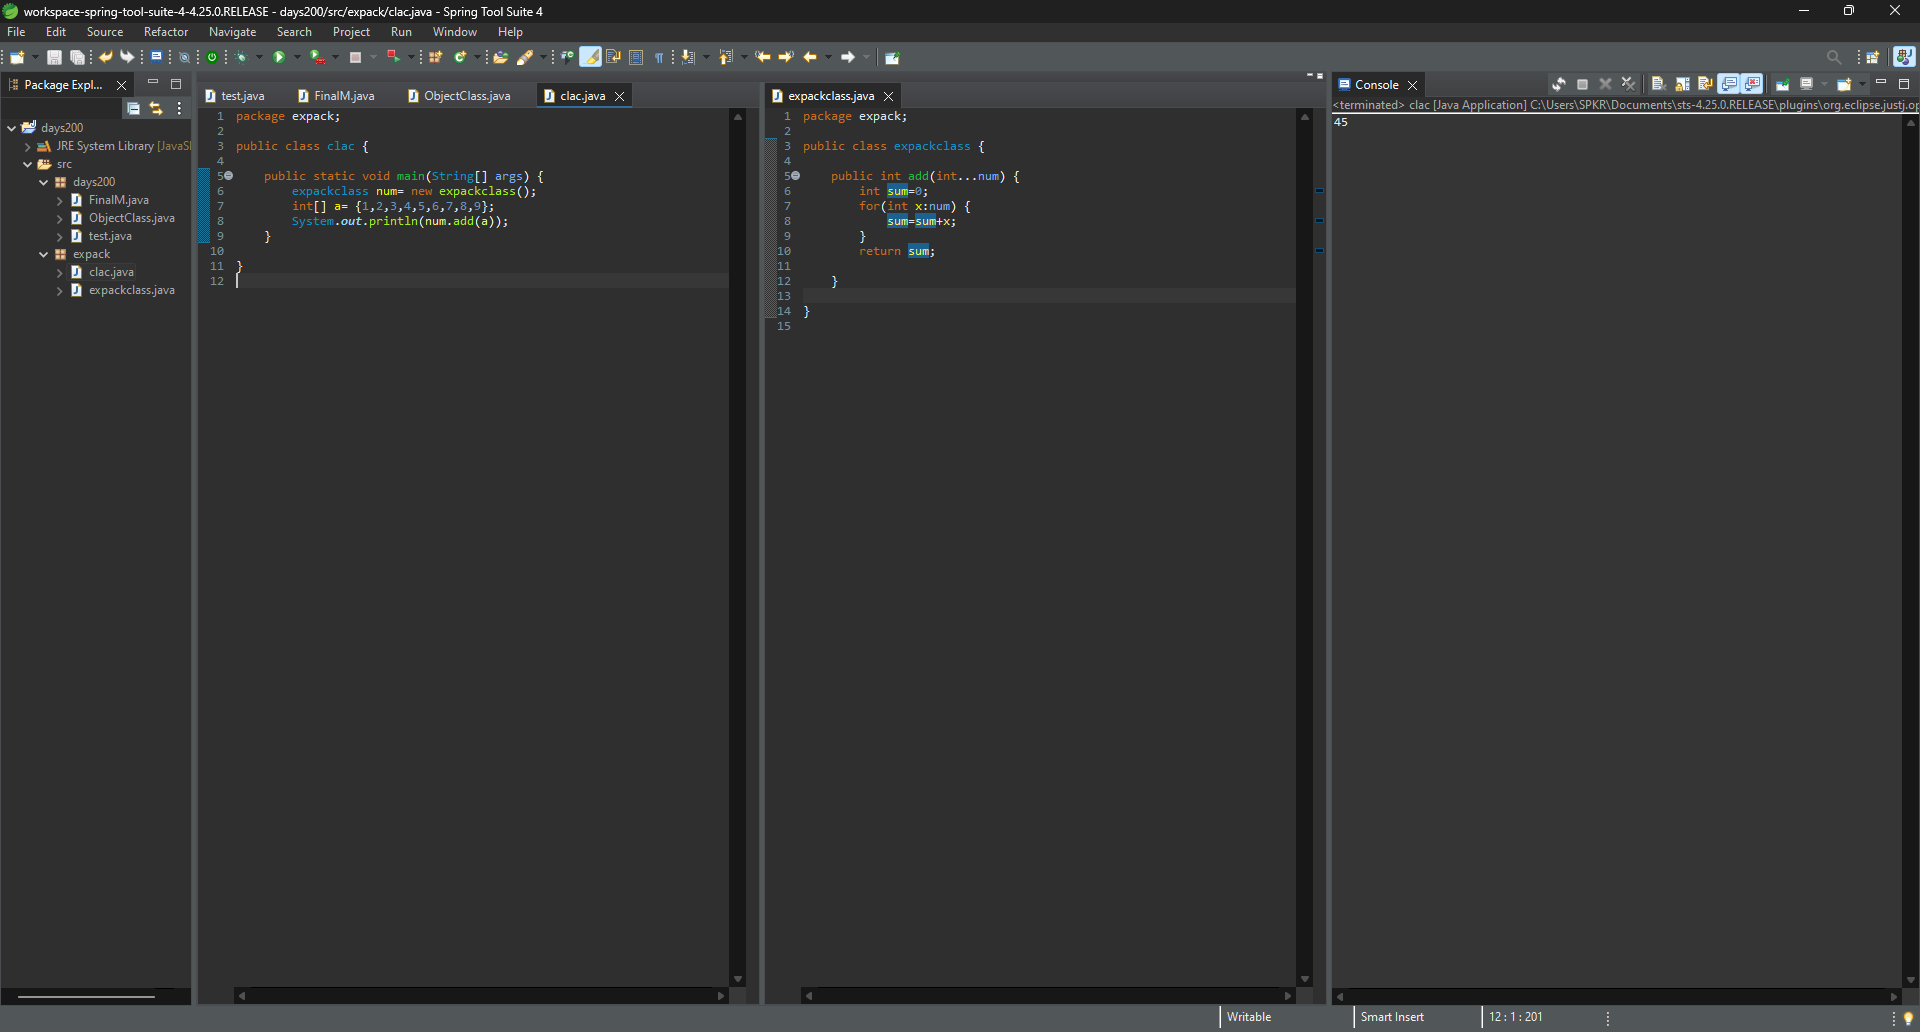 workspace-spring-tool-suite-4-4.25.0.RELEASE - days200/src/expack/clac.java - Spring Tool Suite 4
File Edit Source Refactor Navigate Search Project Run Window Help
Package Expl...
days200
JRE System Library [JavaSI
src
days200
FinalM.java
ObjectClass.java
test.java
expack
clac.java
expackclass.java
test.java FinalM.java ObjectClass.java clac.java
1 package expack;
2
3 public class clac {
4
5 public static void main(String[] args) {
6 expackclass num= new expackclass();
7 int[] a= {1,2,3,4,5,6,7,8,9};
8 System.out.println(num.add(a));
9 }
10
11 }
12
expackclass.java
1 package expack;
2
3 public class expackclass {
4
5 public int add(int...num) {
6 int sum=0;
7 for(int x:num) {
8 sum=sum+x;
9 }
10 return sum;
11
12 }
13
14 }
15
Console
<terminated> clac [Java Application] C:\Users\SPKR\Documents\sts-4.25.0.RELEASE\plugins\org.eclipse.justj.op
45
Writable Smart Insert 12 : 1 : 201